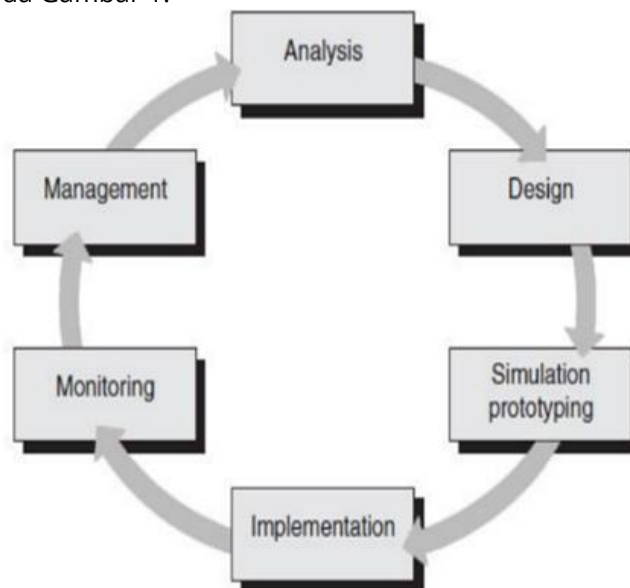 Analysis
Management
Design
Monitoring
Simulation
prototyping
Implementation